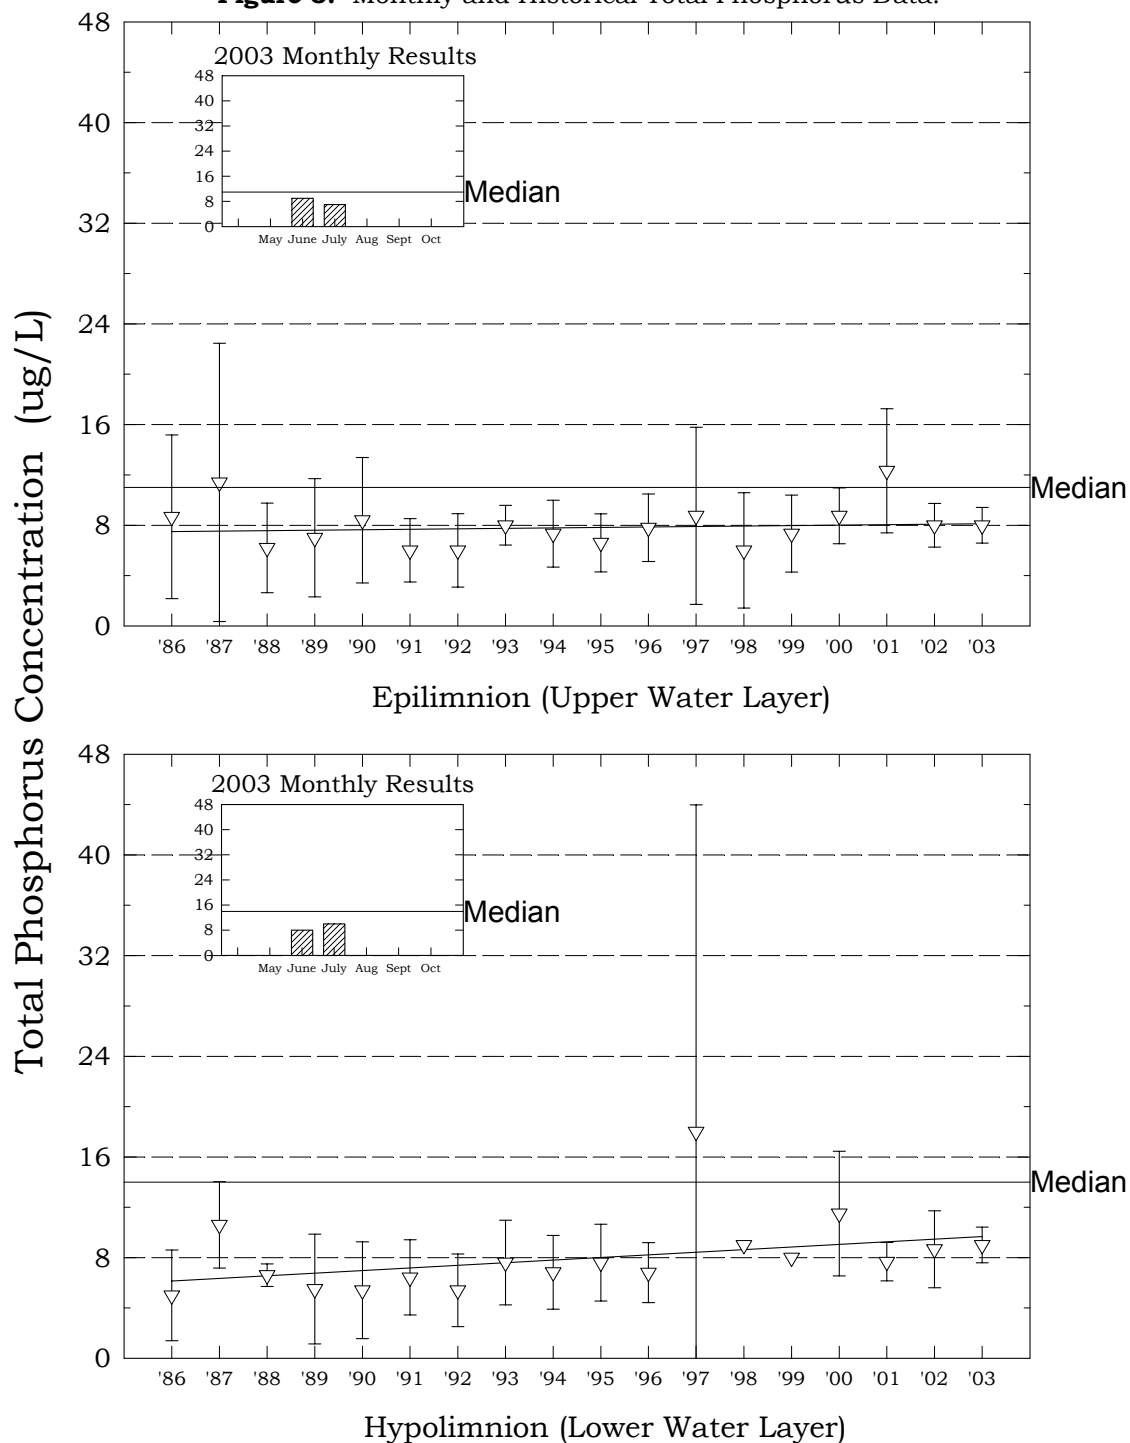 Figure 8. Monthly and Historical Total Phosphorus Data.
Total Phosphorus Concentration (ug/L)
48
40
32
24
16
8
0
2003 Monthly Results
48
40
32
24
16
8
0
May June July Aug Sept Oct
Median
Median
'86 '87 '88 '89 '90 '91 '92 '93 '94 '95 '96 '97 '98 '99 '00 '01 '02 '03
Epilimnion (Upper Water Layer)
48
40
32
24
16
8
0
2003 Monthly Results
48
40
32
24
16
8
0
May June July Aug Sept Oct
Median
Median
'86 '87 '88 '89 '90 '91 '92 '93 '94 '95 '96 '97 '98 '99 '00 '01 '02 '03
Hypolimnion (Lower Water Layer)